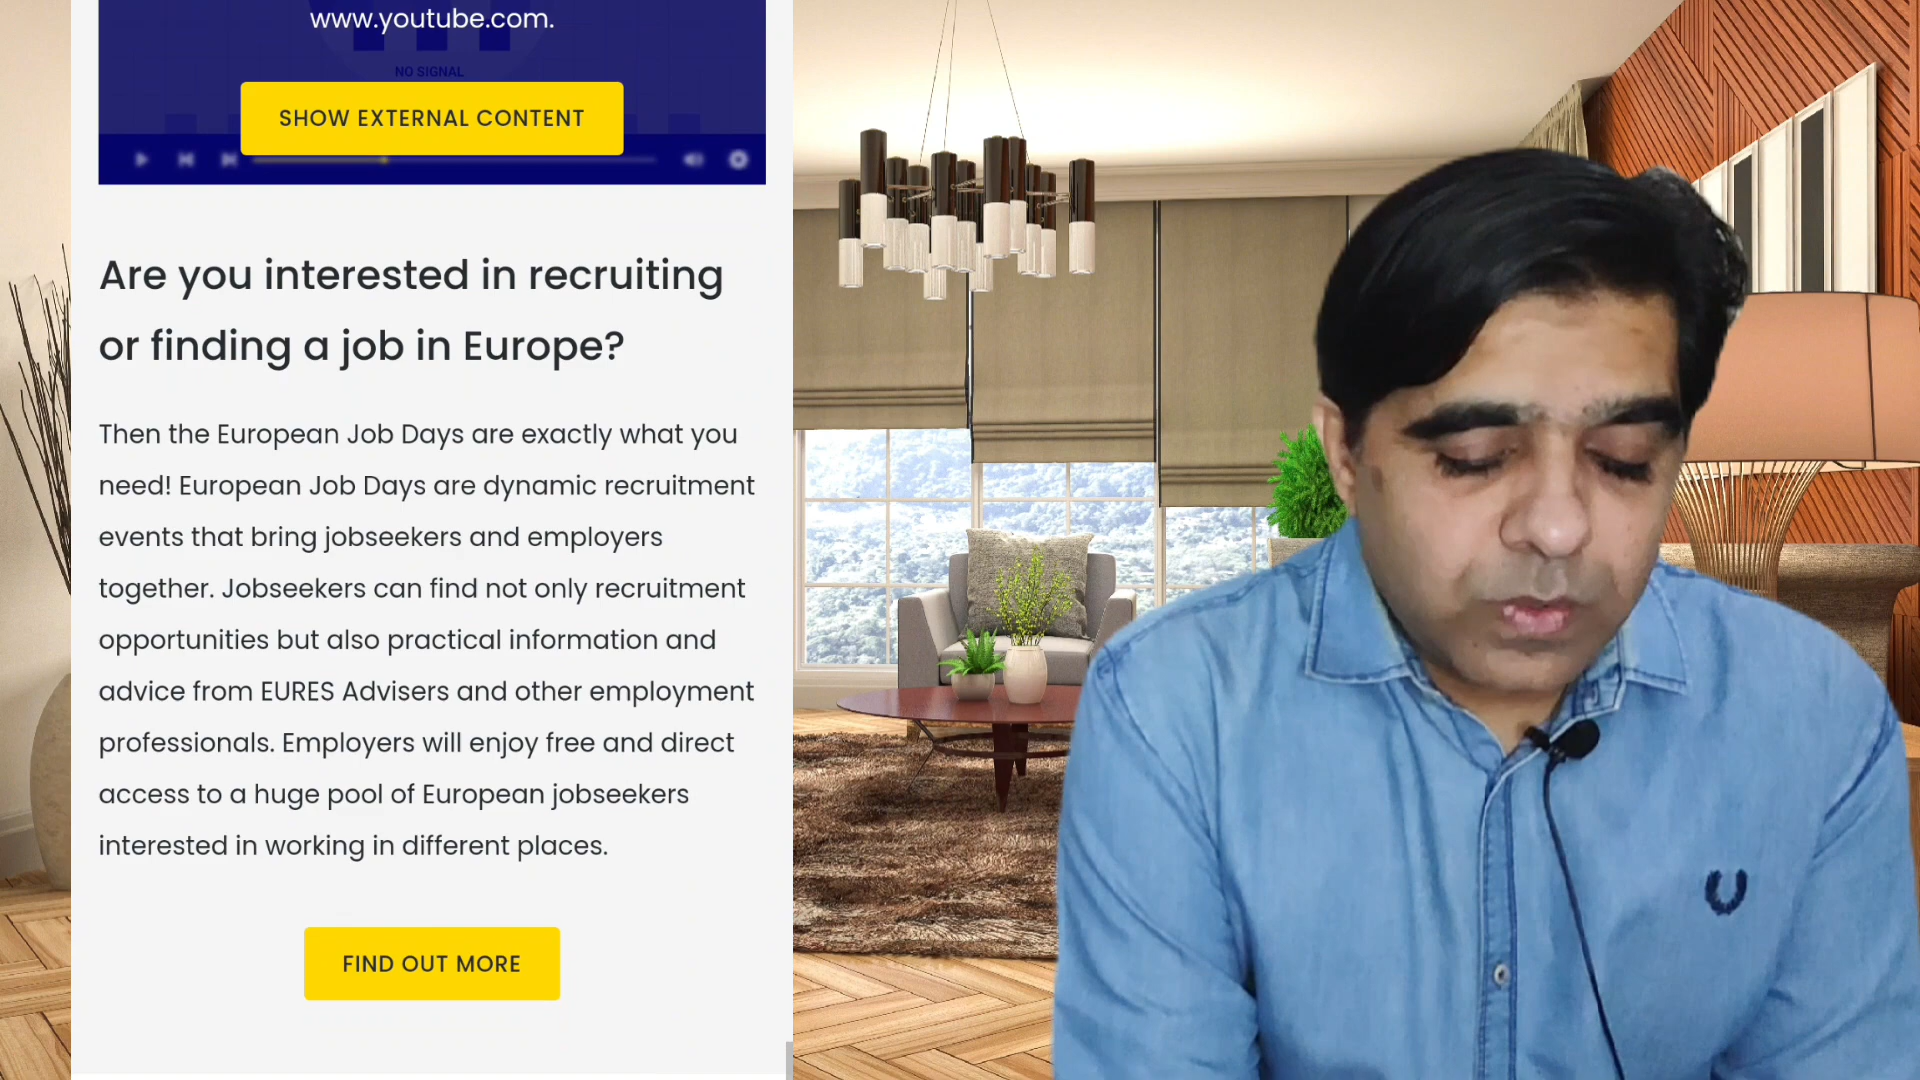 www.youtube.com.
NO SIGNAL
SHOW EXTERNAL CONTENT
Are you interested in recruiting
or finding a job in Europe?
Then the European Job Days are exactly what you
need! European Job Days are dynamic recruitment
events that bring jobseekers and employers
together. Jobseekers can find not only recruitment
opportunities but also practical information and
advice from EURES Advisers and other employment
professionals. Employers will enjoy free and direct
access to a huge pool of European jobseekers
interested in working in different places.
FIND OUT MORE